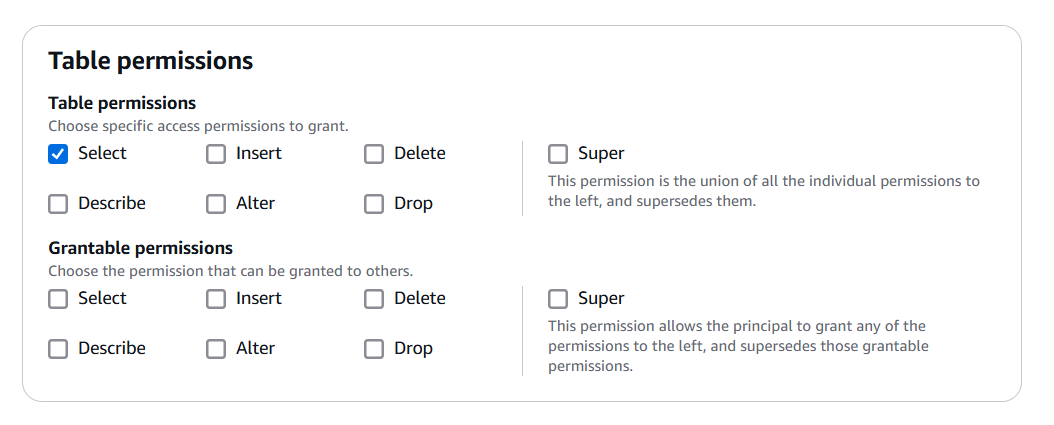 Table permissions
Table permissions
Choose specific access permissions to grant.
Select Insert Delete Super
This permission is the union of all the individual permissions to
the left, and supersedes them.
Describe Alter Drop
Grantable permissions
Choose the permission that can be granted to others.
Select Insert Delete Super
This permission allows the principal to grant any of the
permissions to the left, and supersedes those grantable
permissions.
Describe Alter Drop